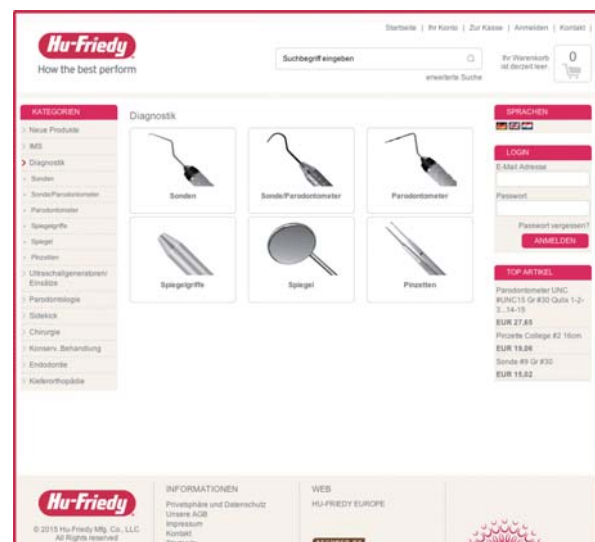 Startseite | Ihr Konto | Zur Kasse | Anmelden | Kontakt |
Hu-Friedy
How the best perform
Suchbegriff eingeben
erweiterte Suche
Ihr Warenkorb
ist derzeit leer.
0
KATEGORIEN
Neue Produkte
IMS
Diagnostik
Sonden
Sonde/Parodontometer
Parodontometer
Spiegelgriffe
Spiegel
Pinzetten
Ultraschallgeneratoren/
Einsätze
Parodontologie
Sidekick
Chirurgie
Konserv. Behandlung
Endodontie
Kieferorthopädie
Diagnostik
Sonden
Sonde/Parodontometer
Parodontometer
Spiegelgriffe
Spiegel
Pinzetten
SPRACHEN
LOGIN
E-Mail Adresse
Passwort
Passwort vergessen?
ANMELDEN
TOP ARTIKEL
Parodontometer UNC
#UNC15 Gr #30 Qulix 1-2-
3...14-15
EUR 27,65
Pinzette College #2 16cm
EUR 19,06
Sonde #9 Gr #30
EUR 15,02
Hu-Friedy
© 2015 Hu-Friedy Mfg. Co., LLC
All Rights reserved
INFORMATIONEN
Privatsphäre und Datenschutz
Unsere AGB
Impressum
Kontakt
WEB
HU-FRIEDY EUROPE